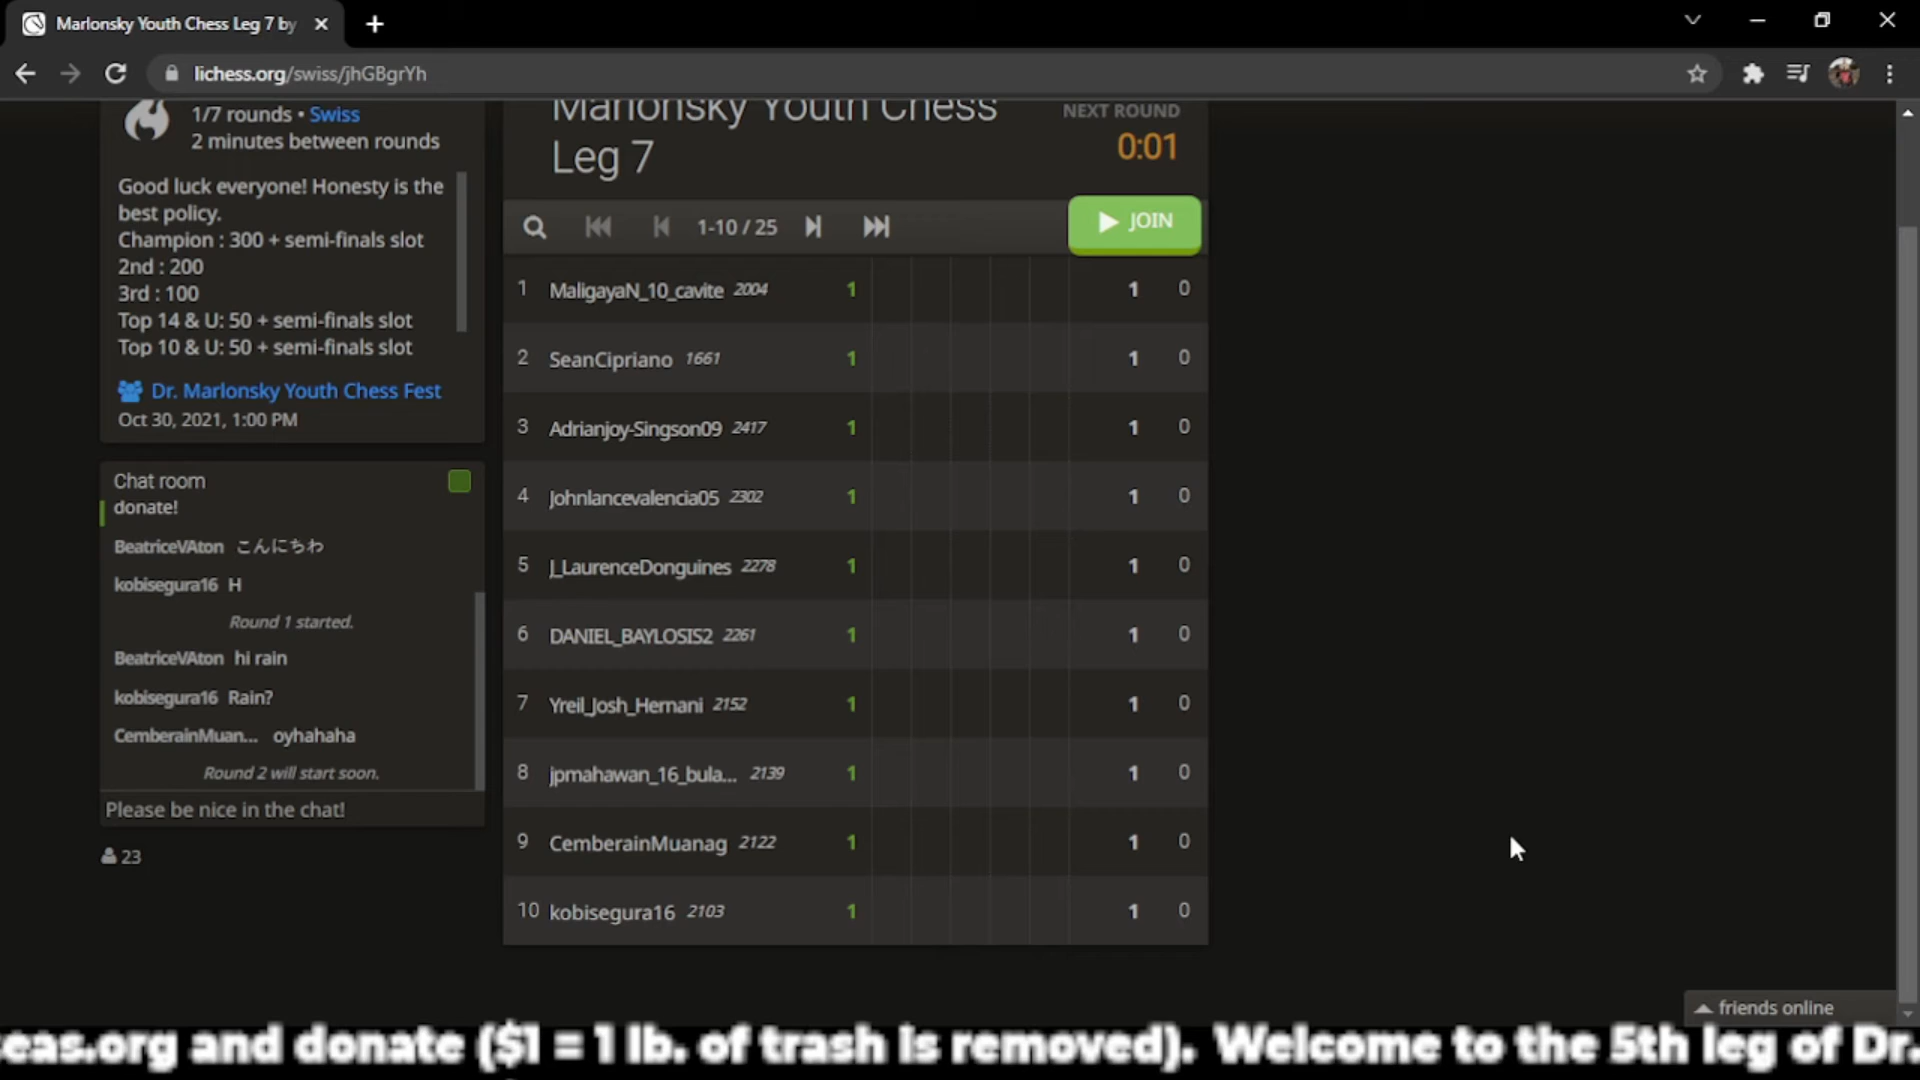 Marlonsky Youth Chess Leg 7 by
lichess.org/swiss/jhGBgrYh
1/7 rounds • Swiss
2 minutes between rounds
Good luck everyone! Honesty is the
best policy.
Champion : 300 + semi-finals slot
2nd : 200
3rd : 100
Top 14 & U: 50 + semi-finals slot
Top 10 & U: 50 + semi-finals slot
Dr. Marlonsky Youth Chess Fest
Oct 30, 2021, 1:00 PM
Chat room
donate!
BeatriceVAton こんにちわ
kobisegura16 H
Round 1 started.
BeatriceVAton hi rain
kobisegura16 Rain?
CemberainMuan... oyhahaha
Round 2 will start soon.
Please be nice in the chat!
23
Marlonsky Youth Chess
Leg 7
NEXT ROUND
0:01
1-10 / 25
JOIN
1 MaligayaN_10_cavite 2004 1 1 0
2 SeanCipriano 1661 1 1 0
3 Adrianjoy-Singson09 2417 1 1 0
4 Johnlancevalencia05 2302 1 1 0
5 J_LaurenceDonguines 2278 1 1 0
6 DANIEL_BAYLOSIS2 2261 1 1 0
7 Yreil_Josh_Hernani 2152 1 1 0
8 jpmahawan_16_bula... 2139 1 1 0
9 CemberainMuanag 2122 1 1 0
10 kobisegura16 2103 1 1 0
friends online
seas.org and donate ($1 = 1 lb. of trash is removed). Welcome to the 5th leg of Dr.